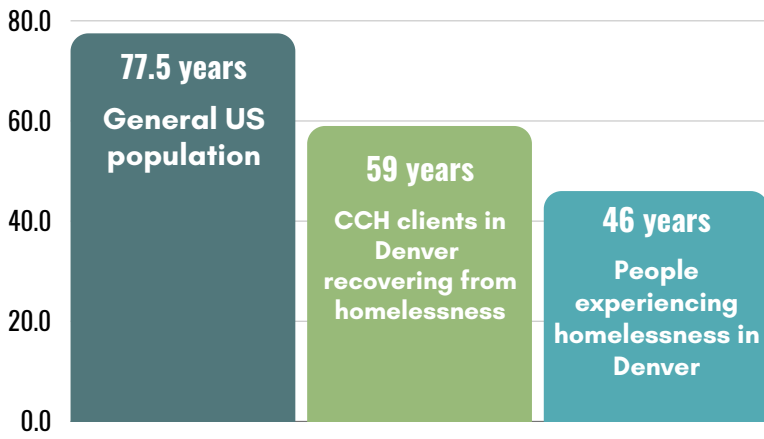 80.0
60.0
40.0
20.0
0.0
77.5 years
General US
population
59 years
CCH clients in
Denver
recovering from
homelessness
46 years
People
experiencing
homelessness in
Denver